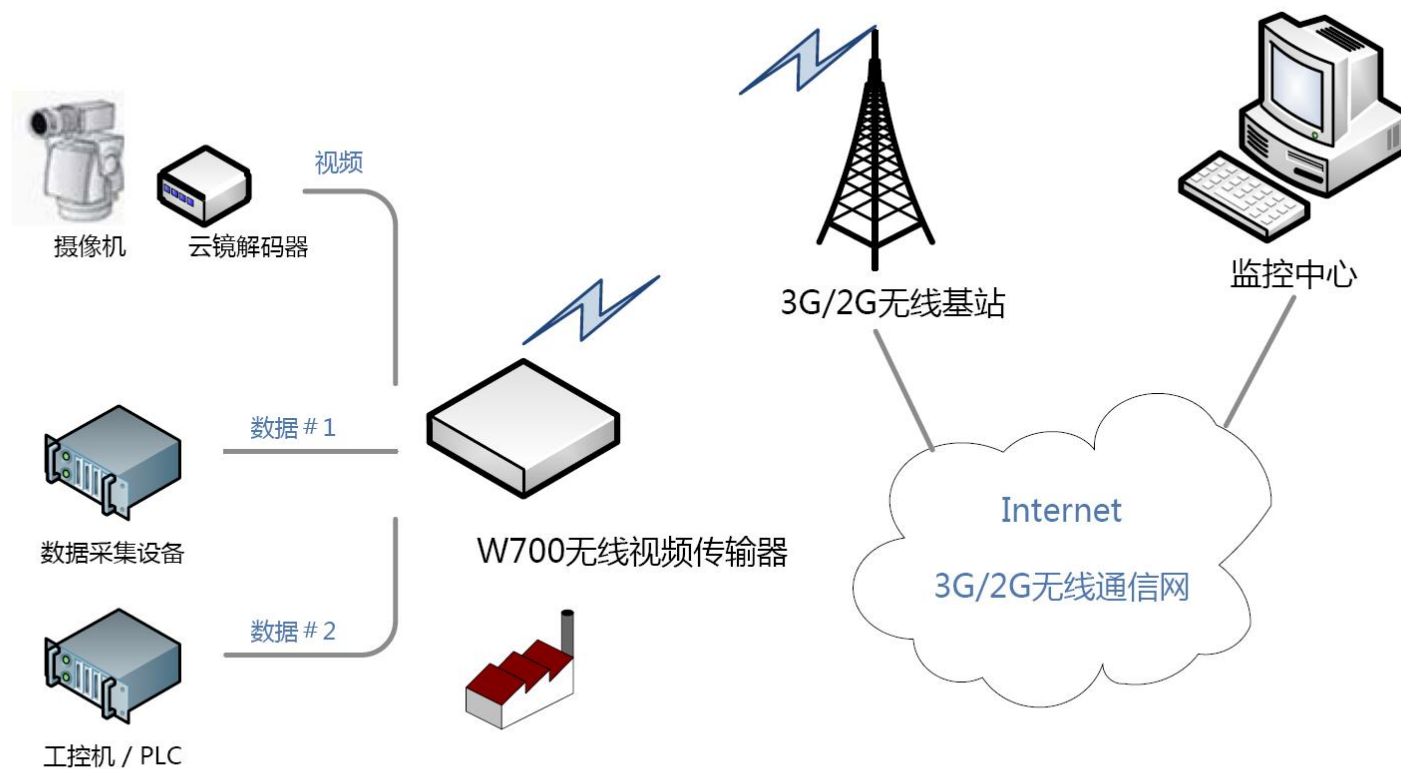 视频
摄像机
云镜解码器
3G/2G无线基站
监控中心
数据#1
数据采集设备
W700无线视频传输器
Internet
3G/2G无线通信网
数据#2
工控机 / PLC